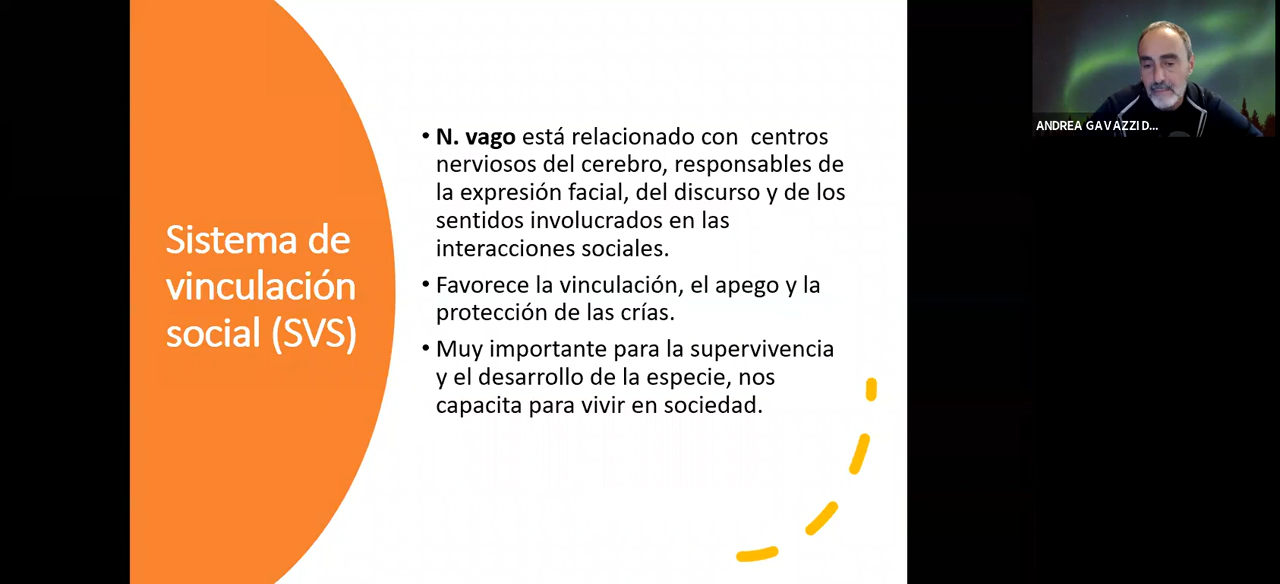 Sistema de
vinculación
social (SVS)
• N. vago está relacionado con centros
nerviosos del cerebro, responsables de
la expresión facial, del discurso y de los
sentidos involucrados en las
interacciones sociales.
• Favorece la vinculación, el apego y la
protección de las crías.
• Muy importante para la supervivencia
y el desarrollo de la especie, nos
capacita para vivir en sociedad.
ANDREA GAVAZZI D...